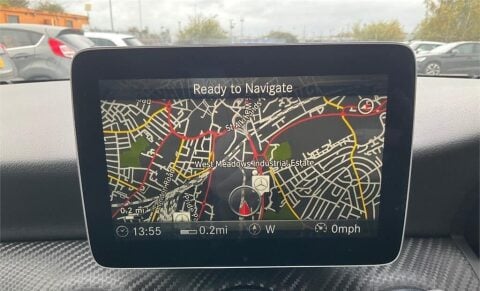 Ready to Navigate
West Meadows Industrial Estate
0.2 mi
13:55
0.2mi
W
0mph